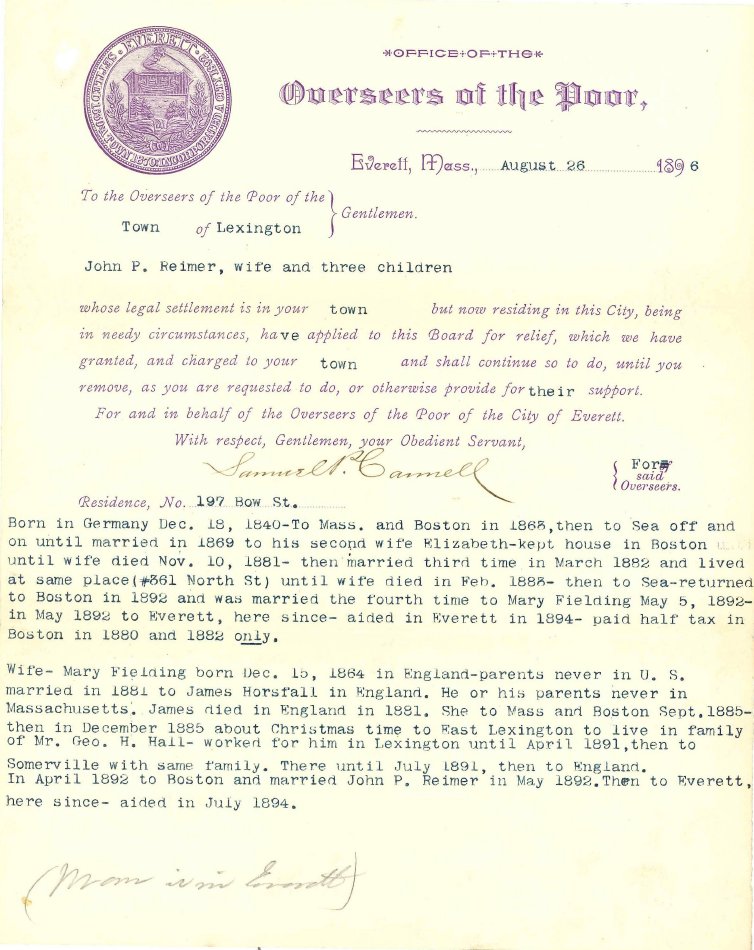 OFFICE OF THE
Overseers of the Poor,
EVERETT
Everett, Mass., August 26 1896
To the Overseers of the Poor of the
Gentlemen.
Town of Lexington
John P. Reimer, wife and three children
whose legal settlement is in your town but now residing in this City, being
in needy circumstances, have applied to this Board for relief, which we have
granted, and charged to your town and shall continue so to do, until you
remove, as you are requested to do, or otherwise provide for their support.
For and in behalf of the Overseers of the Poor of the City of Everett.
With respect, Gentlemen, your Obedient Servant,
Samuel P. Cannell
For
said
Overseers.
Residence, No. 197 Bow St.
Born in Germany Dec. 18, 1840-To Mass. and Boston in 1868,then to Sea off and
on until married in 1869 to his second wife Elizabeth-kept house in Boston
until wife died Nov. 10, 1881- then married third time in March 1882 and lived
at same place(#361 North St) until wife died in Feb. 1888- then to Sea-returned
to Boston in 1892 and was married the fourth time to Mary Fielding May 5, 1892-
in May 1892 to Everett, here since- aided in Everett in 1894- paid half tax in
Boston in 1880 and 1882 only.
Wife- Mary Fielding born Dec. 15, 1864 in England-parents never in U. S.
married in 1881 to James Horsfall in England. He or his parents never in
Massachusetts. James died in England in 1881. She to Mass and Boston Sept.1885-
then in December 1885 about Christmas time to East Lexington to live in family
of Mr. Geo. H. Hall- worked for him in Lexington until April 1891,then to
Somerville with same family. There until July 1891, then to England.
In April 1892 to Boston and married John P. Reimer in May 1892.Then to Everett,
here since- aided in July 1894.
(Man is in Everett)